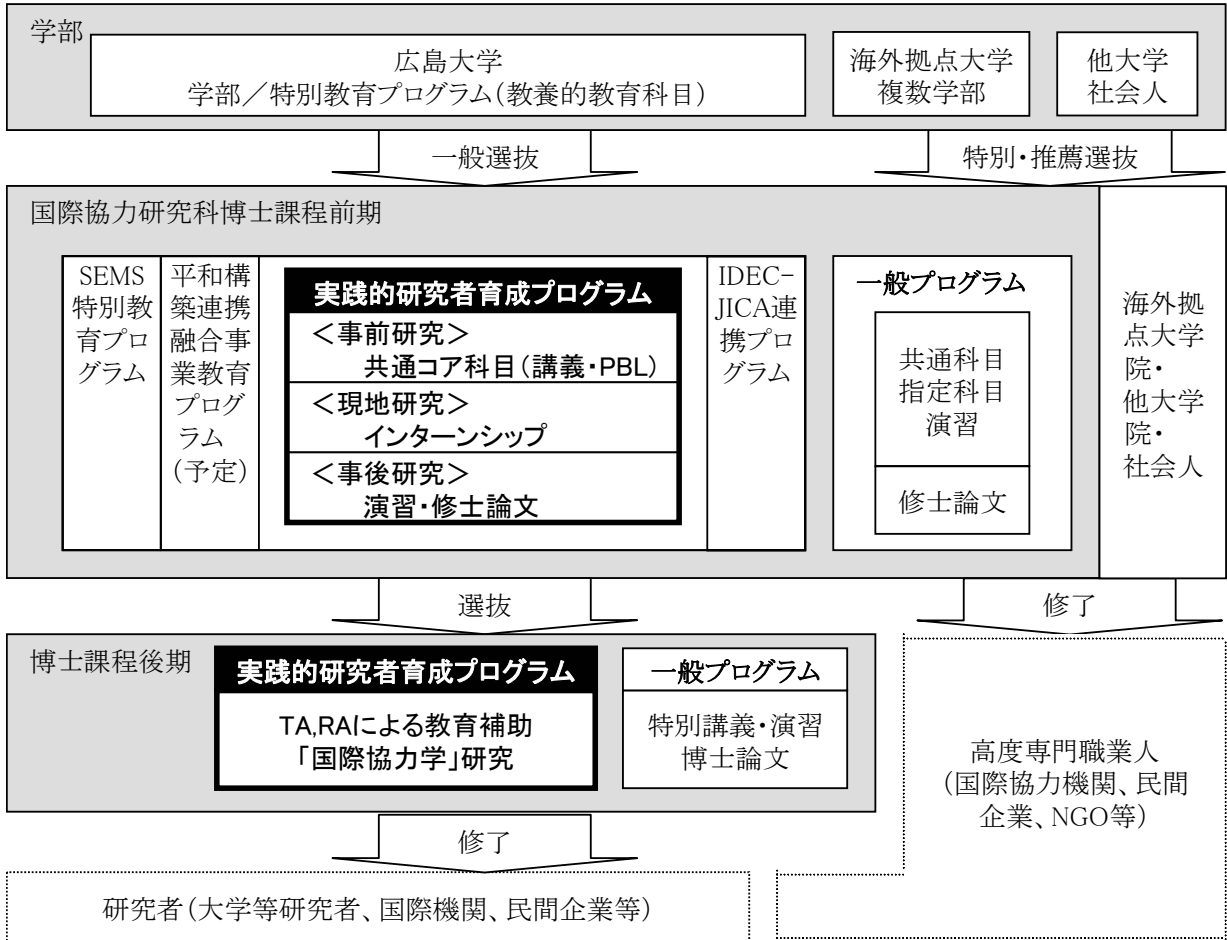 学部
広島大学
学部／特別教育プログラム（教養的教育科目）
海外拠点大学
複数学部
他大学
社会人
一般選抜
特別・推薦選抜
国際協力研究科博士課程前期
SEMS
特別教
育プロ
グラム
平和構
築連携
融合事
業教育
プログ
ラム
（予定）
実践的研究者育成プログラム
＜事前研究＞
共通コア科目（講義・PBL）
＜現地研究＞
インターンシップ
＜事後研究＞
演習・修士論文
IDEC-
JICA連
携プロ
グラム
一般プログラム
共通科目
指定科目
演習
修士論文
海外拠
点大学
院・
他大学
院・
社会人
選抜
修了
博士課程後期
実践的研究者育成プログラム
TA,RAによる教育補助
「国際協力学」研究
一般プログラム
特別講義・演習
博士論文
高度専門職業人
（国際協力機関、民間
企業、NGO等）
修了
研究者（大学等研究者、国際機関、民間企業等）